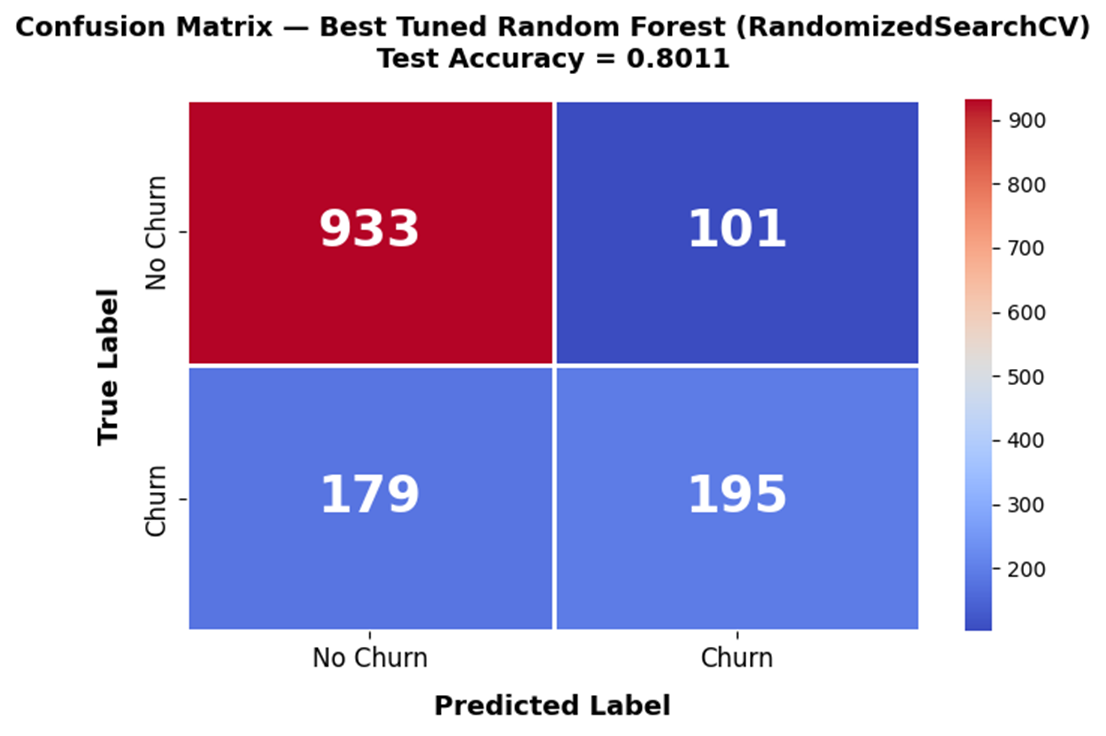 Confusion Matrix — Best Tuned Random Forest (RandomizedSearchCV)
Test Accuracy = 0.8011
True Label
No Churn
Churn
933
101
179
195
No Churn
Churn
Predicted Label
900
800
700
600
500
400
300
200